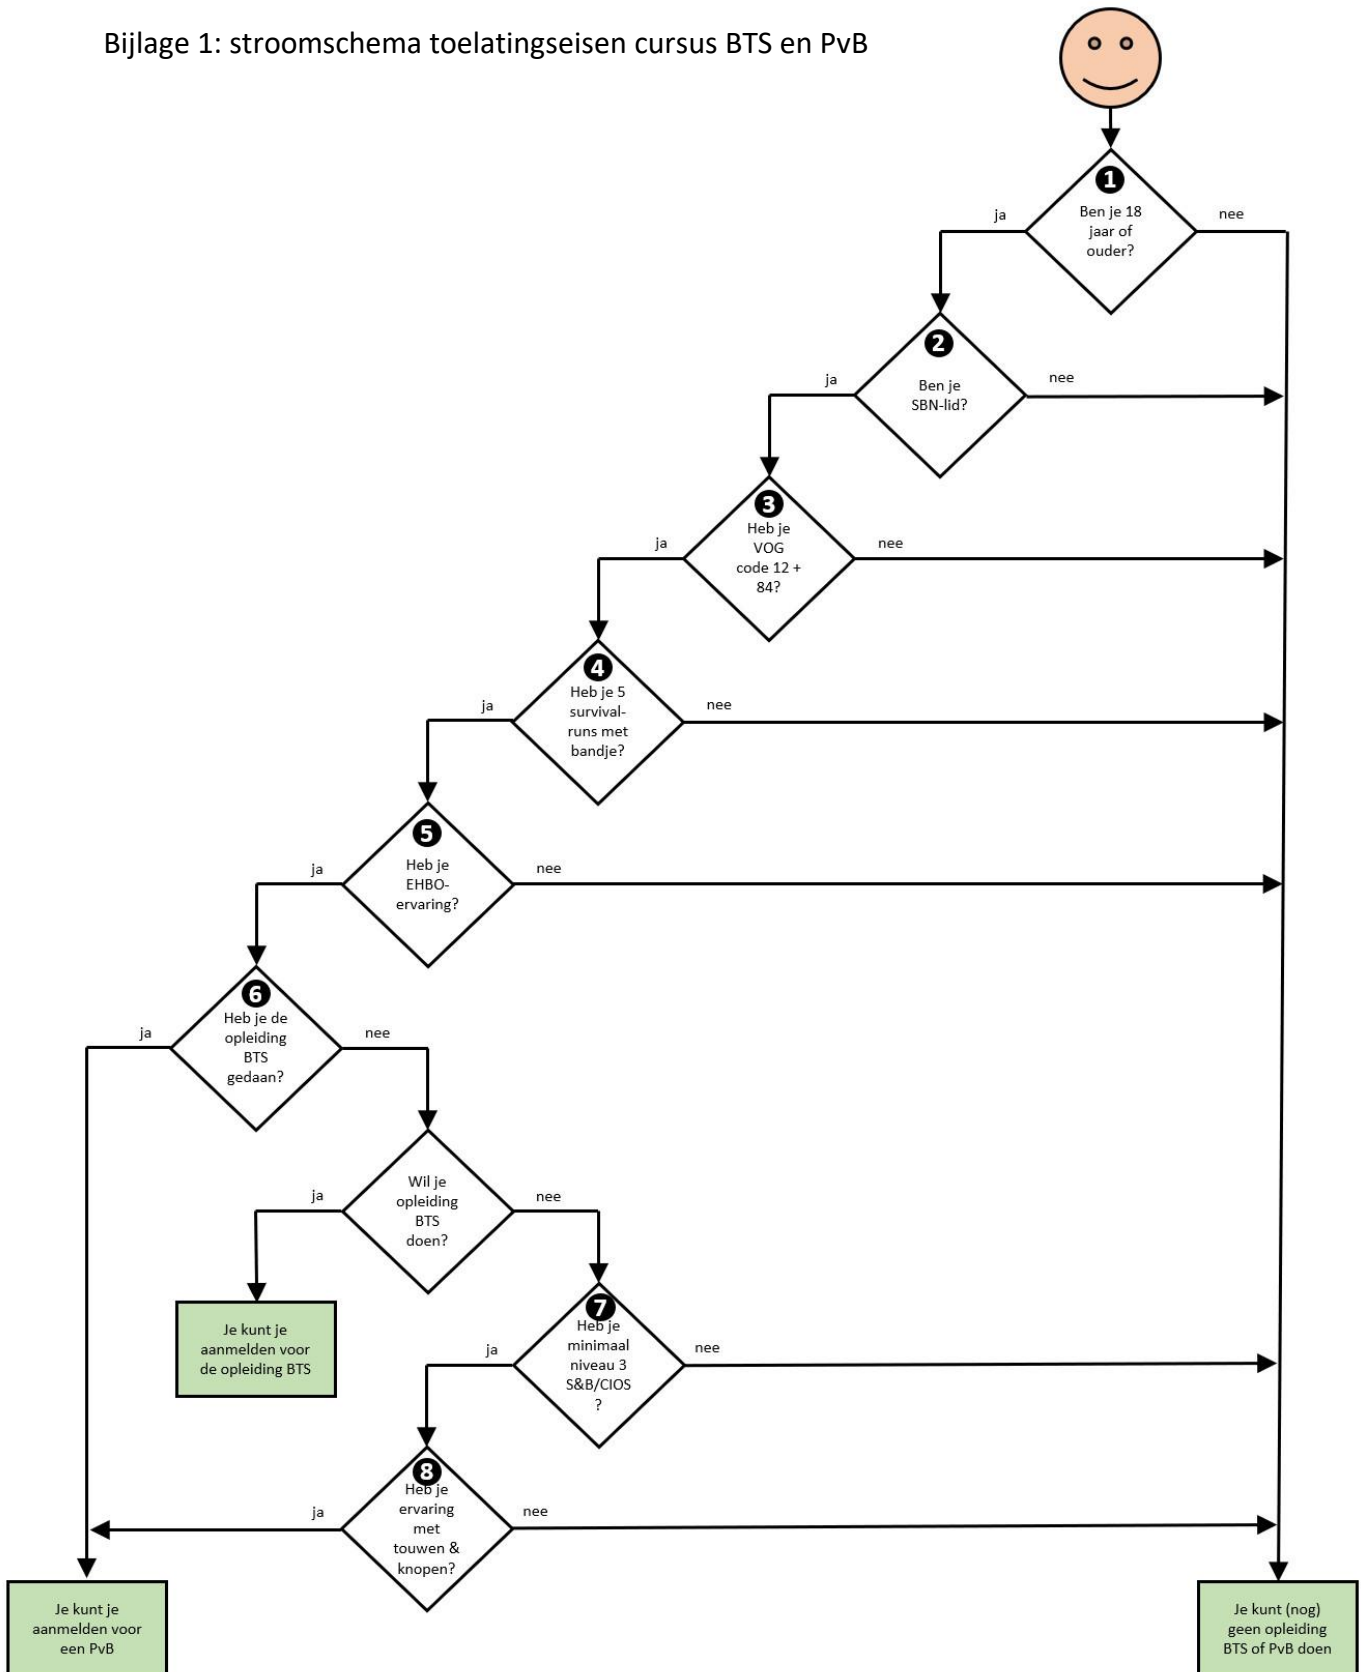 Bijlage 1: stroomschema toelatingseisen cursus BTS en PvB
1
Ben je 18
jaar of
ouder?
ja
nee
2
Ben je
SBN-lid?
ja
nee
3
Heb je
VOG
code 12 +
84?
ja
nee
4
Heb je 5
survival-
runs met
bandje?
ja
nee
5
Heb je
EHBO-
ervaring?
ja
nee
6
Heb je de
opleiding
BTS
gedaan?
ja
nee
Wil je
opleiding
BTS
doen?
ja
nee
Je kunt je
aanmelden voor
de opleiding BTS
7
Heb je
minimaal
niveau 3
S&B/CIOS
?
ja
nee
8
Heb je
ervaring
met
touwen &
knopen?
ja
nee
Je kunt je
aanmelden voor
een PvB
Je kunt (nog)
geen opleiding
BTS of PvB doen